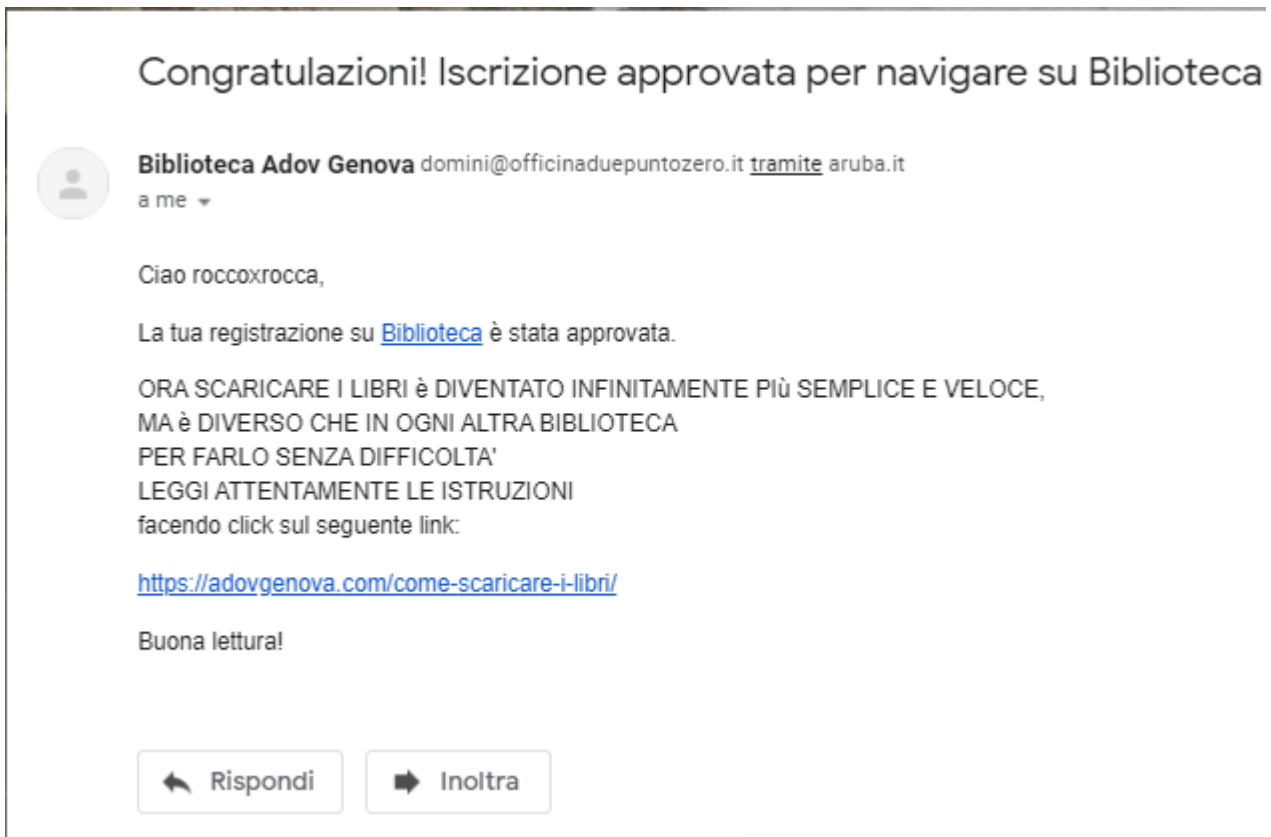 Congratulazioni! Iscrizione approvata per navigare su Biblioteca
Biblioteca Adov Genova domini@officinaduepuntozero.it tramite aruba.it
a me
Ciao roccoxrocca,
La tua registrazione su Biblioteca è stata approvata.
ORA SCARICARE I LIBRI è DIVENTATO INFINITAMENTE PIù SEMPLICE E VELOCE,
MA è DIVERSO CHE IN OGNI ALTRA BIBLIOTECA
PER FARLO SENZA DIFFICOLTA'
LEGGI ATTENTAMENTE LE ISTRUZIONI
facendo click sul seguente link:
https://adovgenova.com/come-scaricare-i-libri/
Buona lettura!
Rispondi Inoltra